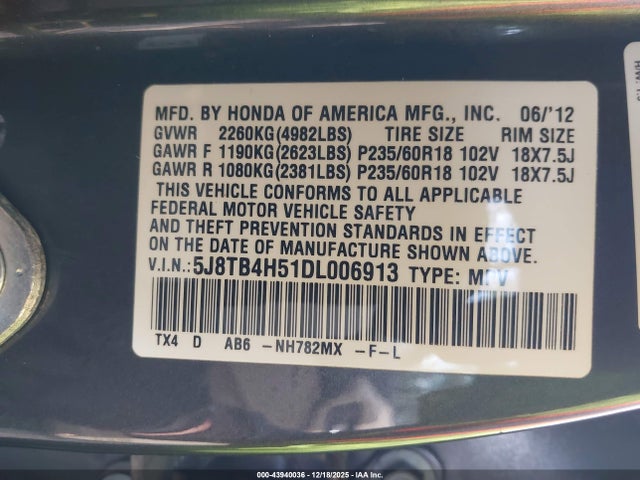 MFD. BY HONDA OF AMERICA MFG., INC. 06/'12
GVWR 2260KG(4982LBS) TIRE SIZE RIM SIZE
GAWR F 1190KG(2623LBS) P235/60R18 102V 18X7.5J
GAWR R 1080KG(2381LBS) P235/60R18 102V 18X7.5J
THIS VEHICLE CONFORMS TO ALL APPLICABLE
FEDERAL MOTOR VEHICLE SAFETY
AND THEFT PREVENTION STANDARDS IN EFFECT
ON THE DATE OF MANUFACTURE SHOWN ABOVE.
V.I.N.:5J8TB4H51DL006913 TYPE: MPV
TX4 D AB6 -NH782MX -F-L
000-43940036 - 12/18/2025 - IAA Inc.